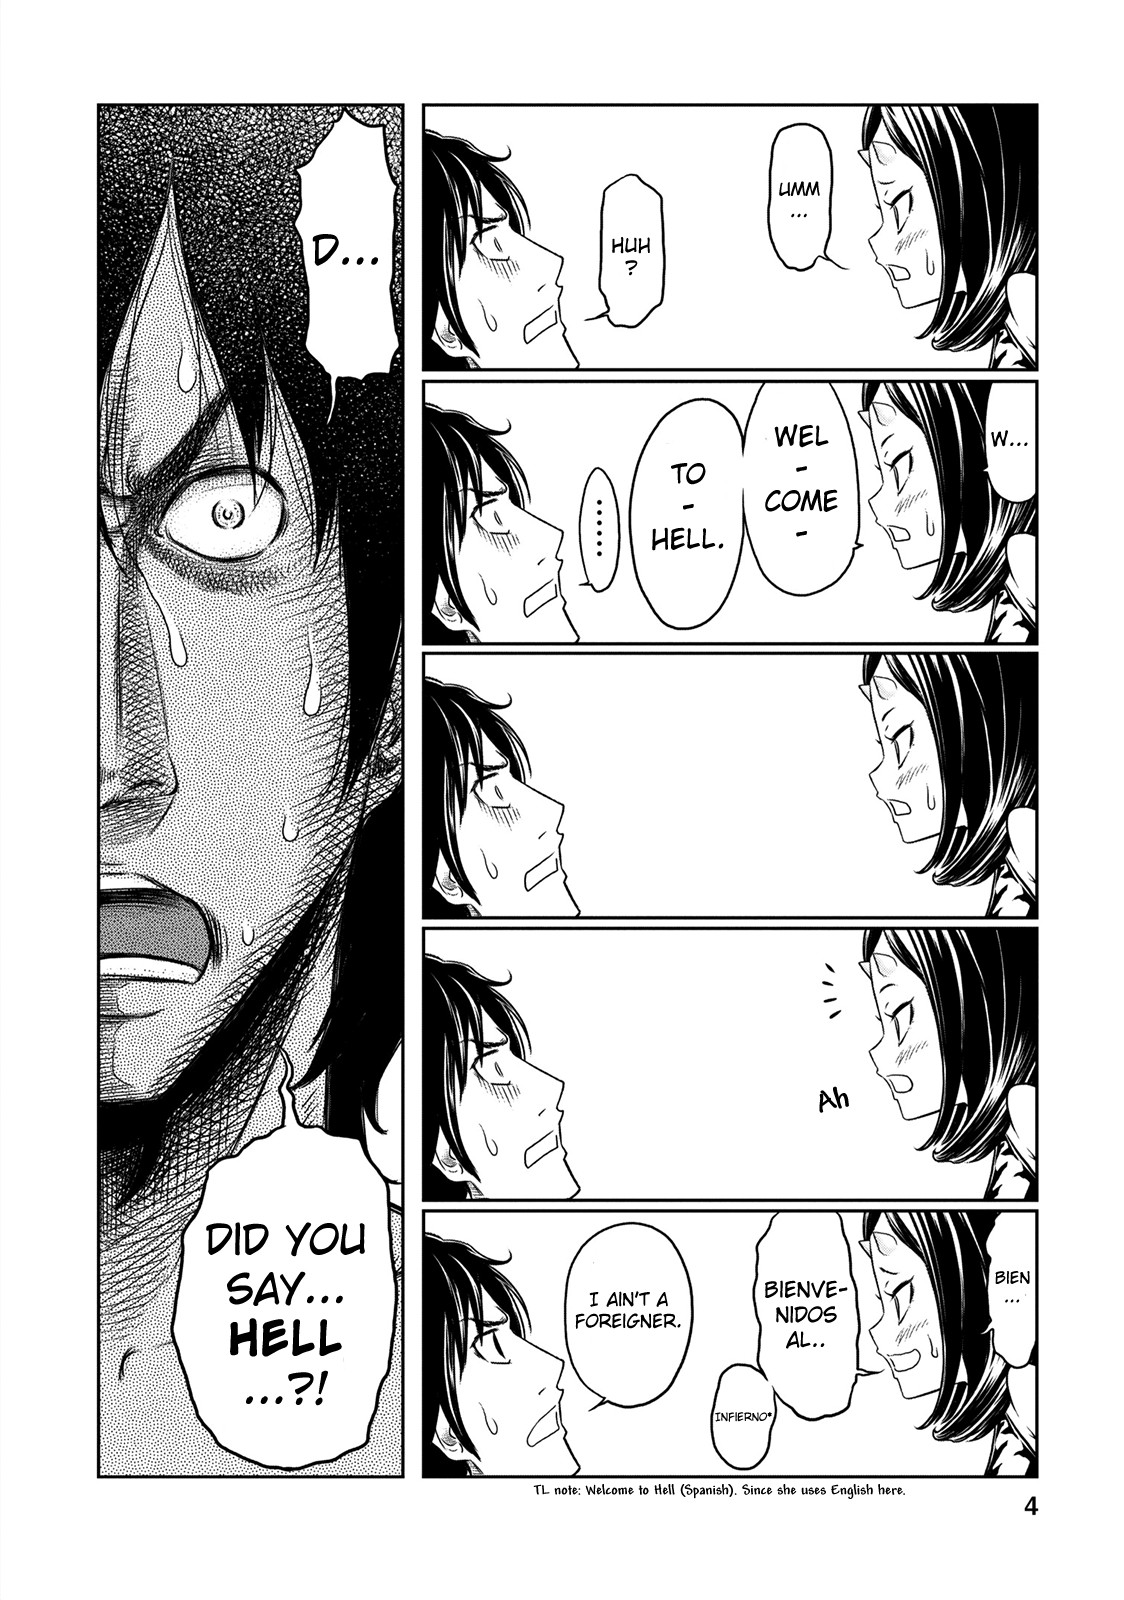 UMM
...
HUH
?
W...
WEL
-
COME
-
TO
-
HELL.
......
Ah
BIEN
...
BIENVE-
NIDOS
AL..
INFIERNO*
I AIN'T A
FOREIGNER.
D...
DID YOU
SAY...
HELL
...?!
TL note: Welcome to Hell (Spanish). Since she uses English here.
4